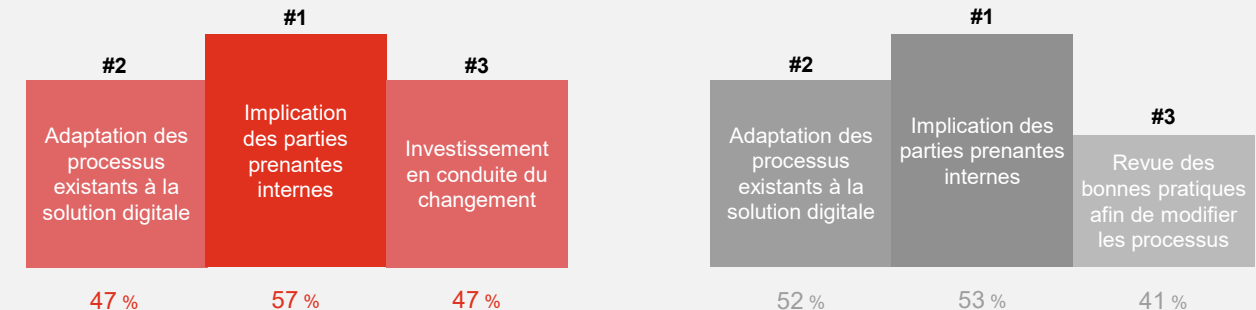 #1
#2
#3
Adaptation des
processus
existants à la
solution digitale
Implication
des parties
prenantes
internes
Investissement
en conduite du
changement
47 %
57 %
47 %
#1
#2
#3
Adaptation des
processus
existants à la
solution digitale
Implication des
parties prenantes
internes
Revue des
bonnes pratiques
afin de modifier
les processus
52 %
53 %
41 %